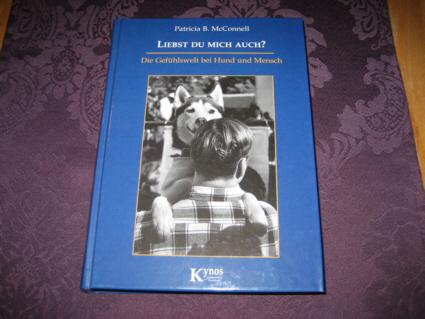 Patricia B. McConnell
LIEBST DU MICH AUCH?
Die Gefühlswelt bei Hund und Mensch
Kynos